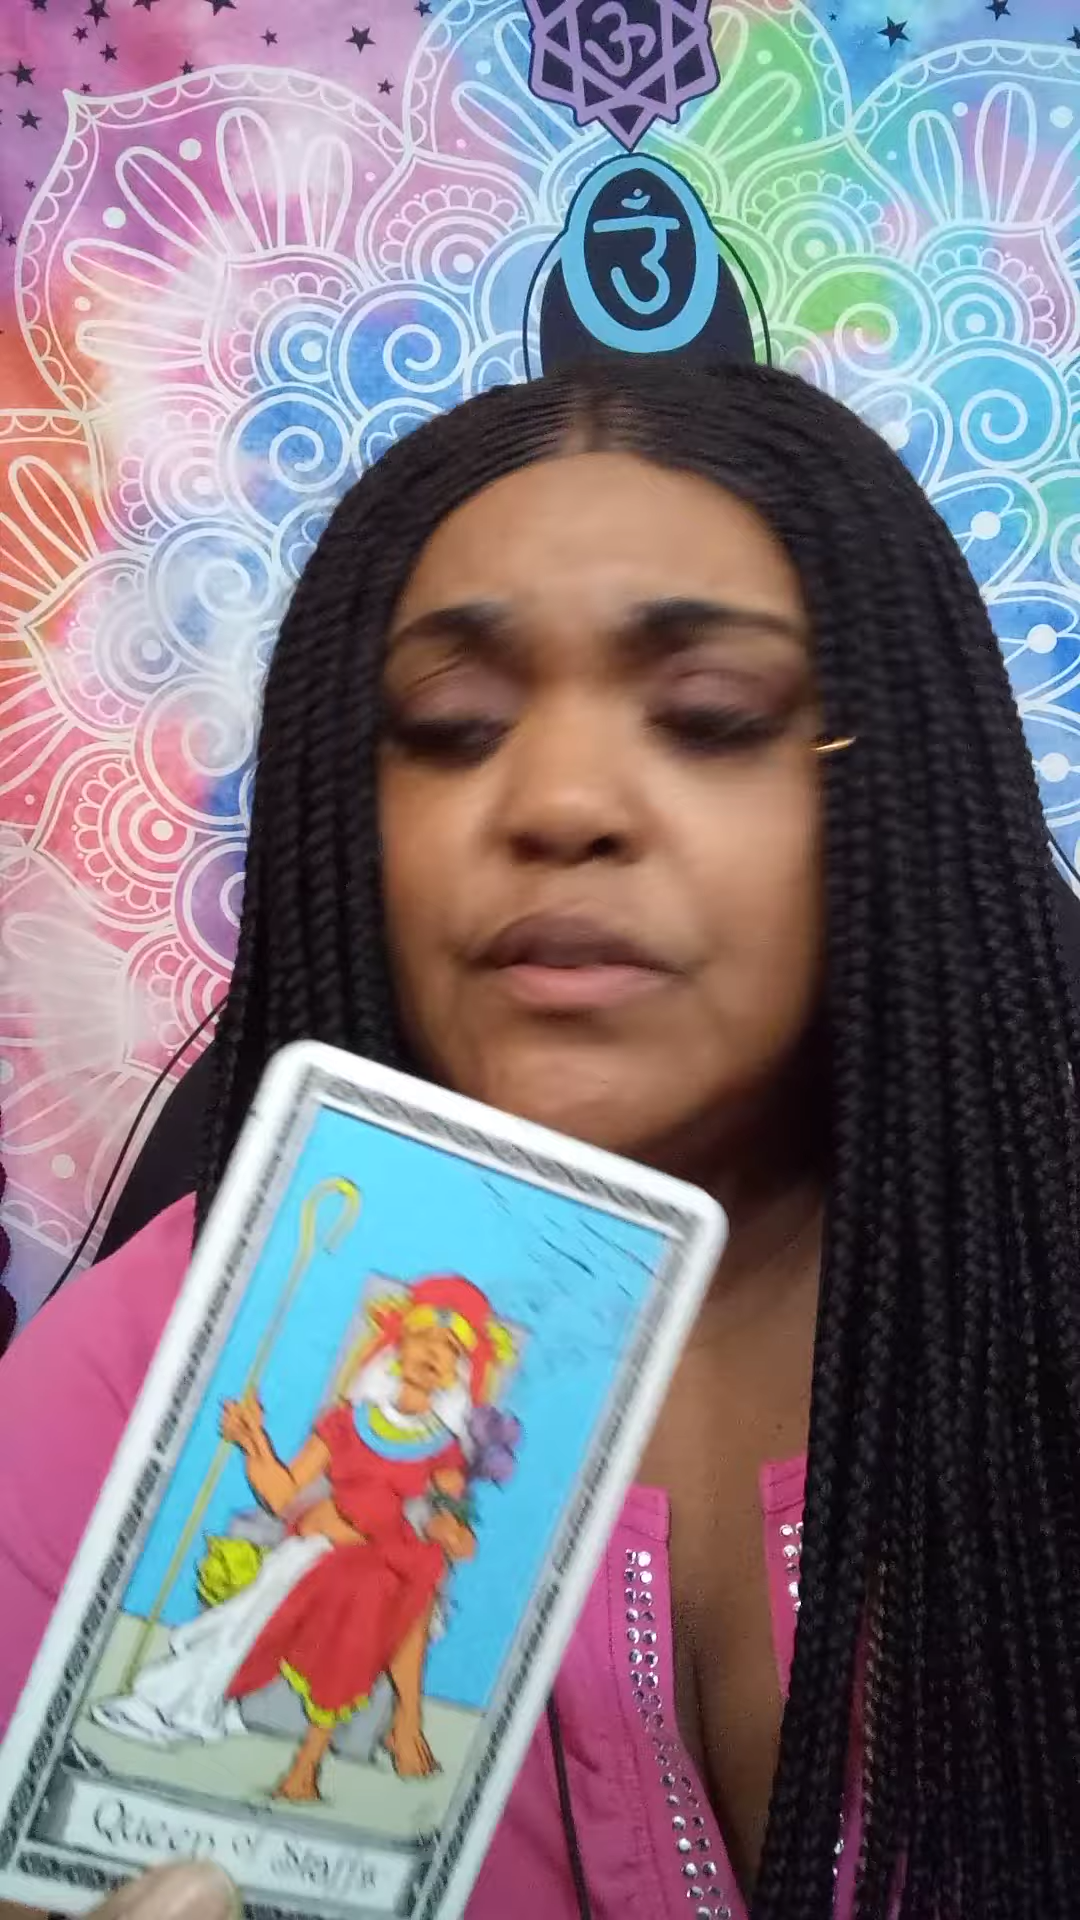 ॐ
उं
Queen of Staffs